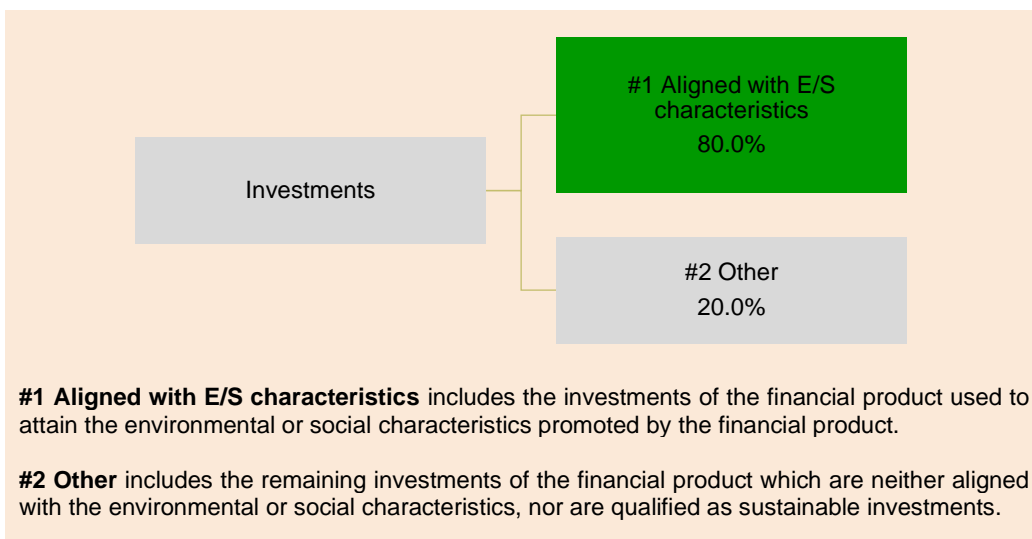 #1 Aligned with E/S
characteristics
80.0%
Investments
#2 Other
20.0%
#1 Aligned with E/S characteristics includes the investments of the financial product used to
attain the environmental or social characteristics promoted by the financial product.
#2 Other includes the remaining investments of the financial product which are neither aligned
with the environmental or social characteristics, nor are qualified as sustainable investments.